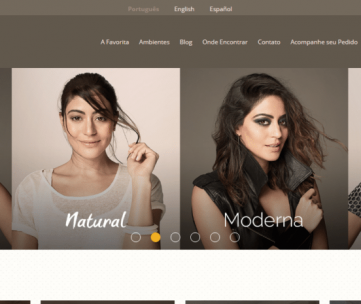 Português English Español
A Favorita Ambientes Blog Onde Encontrar Contato Acompanhe seu Pedido
Natural Moderna